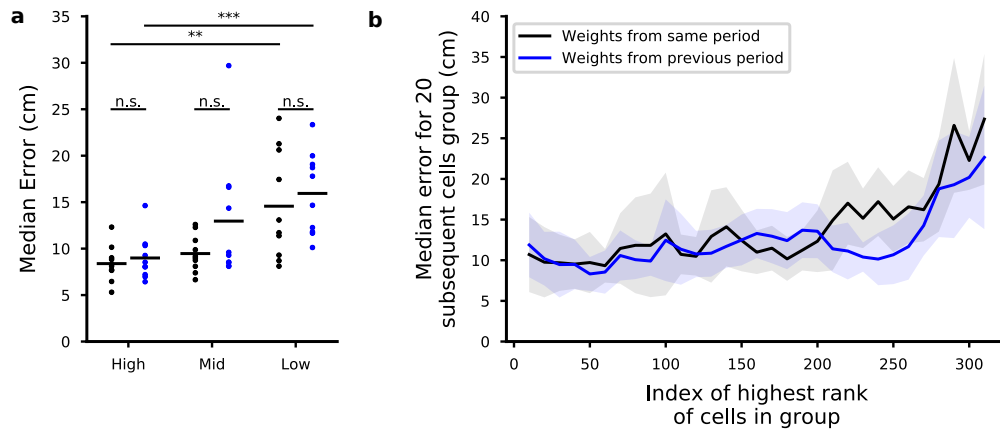 a
Median Error (cm)
35
30
25
20
15
10
5
0
***
**
n.s.
n.s.
n.s.
High
Mid
Low
b
Median error for 20
subsequent cells group (cm)
40
35
30
25
20
15
10
5
0
Weights from same period
Weights from previous period
0
50
100
150
200
250
300
Index of highest rank
of cells in group